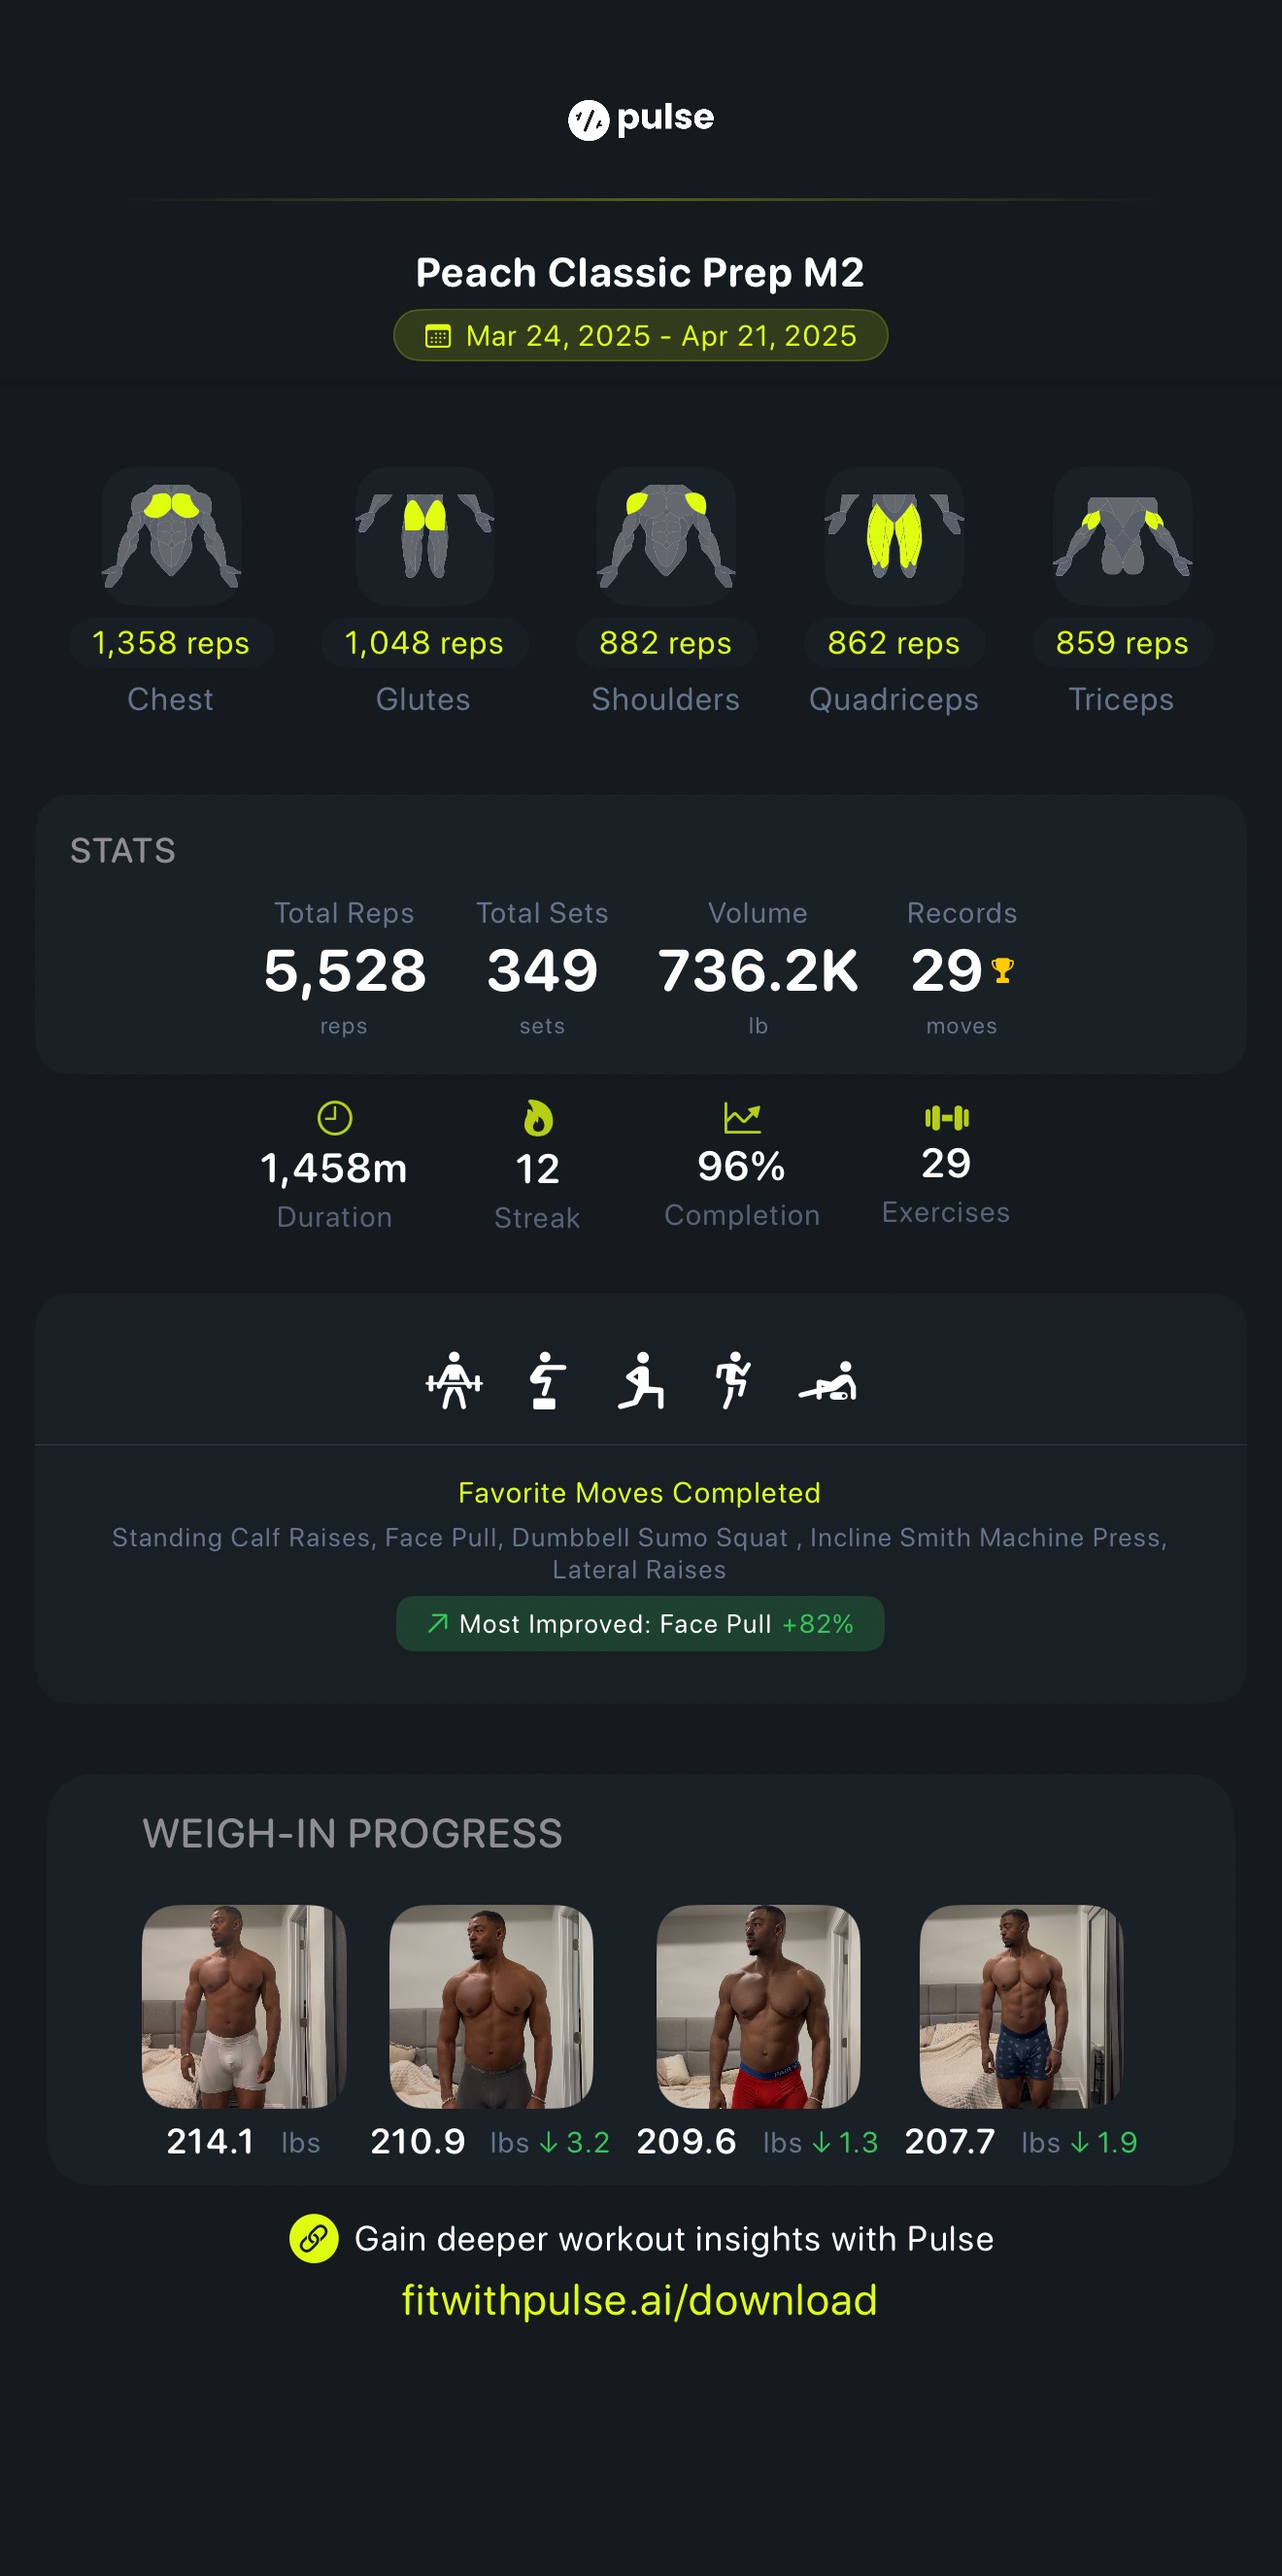 pulse
Peach Classic Prep M2
Mar 24, 2025 - Apr 21, 2025
1,358 reps
1,048 reps
882 reps
862 reps
859 reps
Chest
Glutes
Shoulders
Quadriceps
Triceps
STATS
Total Reps
Total Sets
Volume
Records
5,528
349
736.2K
29
reps
sets
lb
moves
1,458m
12
96%
29
Duration
Streak
Completion
Exercises
Favorite Moves Completed
Standing Calf Raises, Face Pull, Dumbbell Sumo Squat , Incline Smith Machine Press,
Lateral Raises
Most Improved: Face Pull +82%
WEIGH-IN PROGRESS
PAIR
214.1 lbs
210.9 lbs ↓ 3.2
209.6 lbs ↓ 1.3
207.7 lbs ↓ 1.9
Gain deeper workout insights with Pulse
fitwithpulse.ai/download